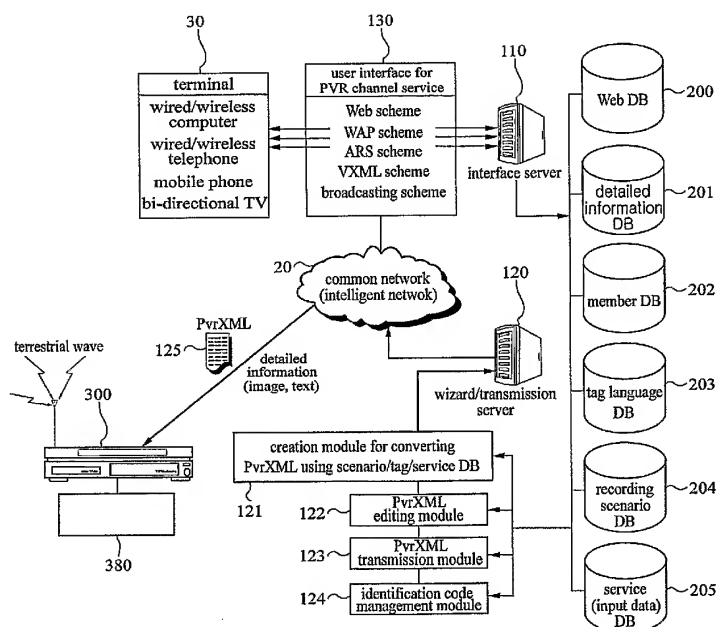 30
130
110
terminal
wired/wireless
computer
wired/wireless
telephone
mobile phone
bi-directional TV
user interface for
PVR channel service
Web scheme
WAP scheme
ARS scheme
VXML scheme
broadcasting scheme
interface server
Web DB
200
detailed
information
DB
201
member DB
202
tag language
DB
203
recording
scenario
DB
204
service
(input data)
DB
205
20
common network
(intelligent netwok)
120
wizard/transmission
server
PvrXML
125
detailed
information
(image, text)
terrestrial wave
300
380
creation module for converting
PvrXML using scenario/tag/service DB
121
122
PvrXML
editing module
123
PvrXML
transmission module
124
identification code
management module